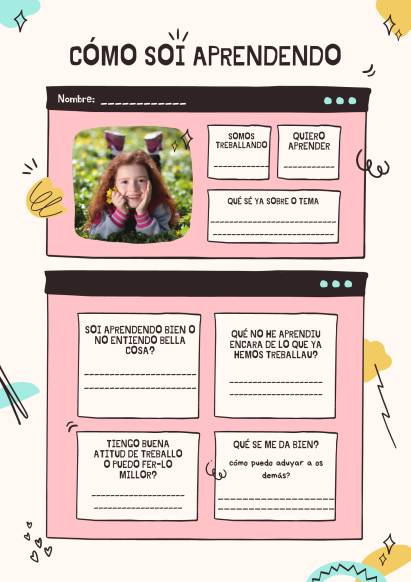 CÓMO SOI APRENDENDO
Nombre:
SOMOS
TREBALLANDO
QUIERO
APRENDER
QUÉ SÉ YA SOBRE O TEMA
SOI APRENDENDO BIEN O
NO ENTIENDO BELLA
COSA?
QUÉ NO HE APRENDIU
ENCARA DE LO QUE YA
HEMOS TREBALLAU?
TIENGO BUENA
ATITUD DE TREBALLO
O PUEDO FER-LO
MILLOR?
QUÉ SE ME DA BIEN?
cómo puedo aduyar a os
demás?